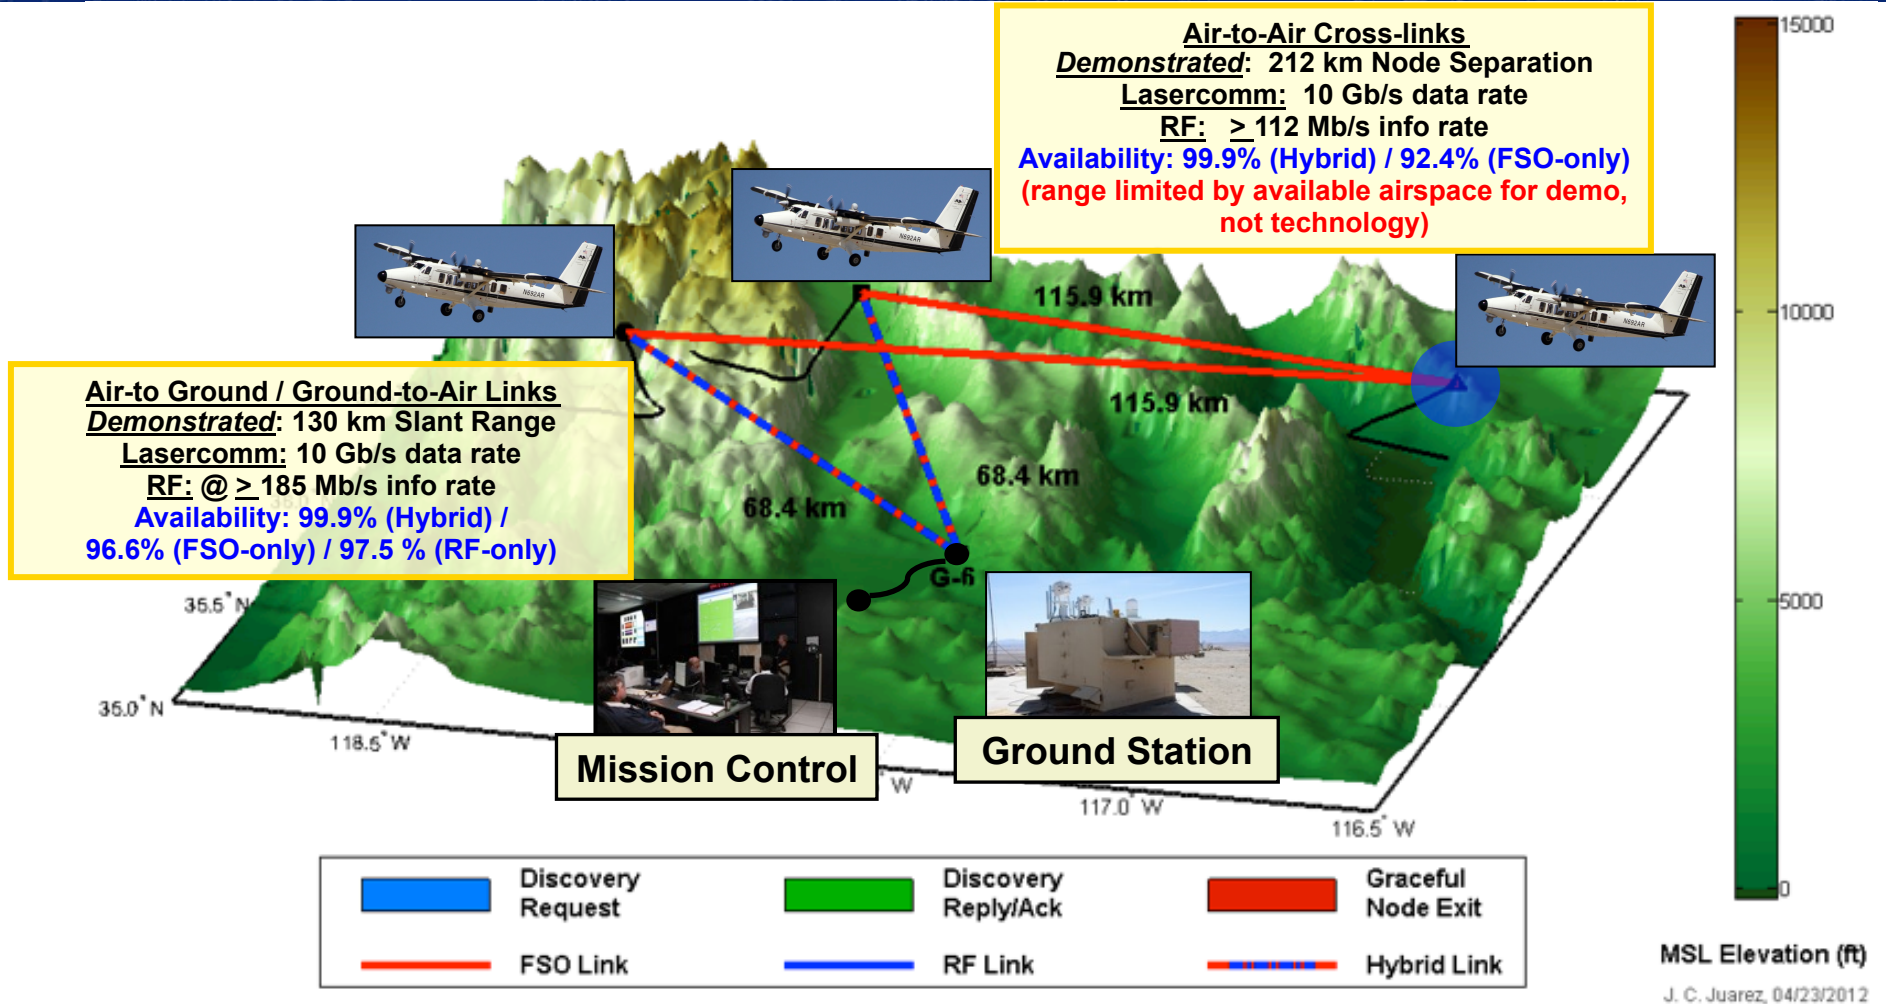 Air-to-Air Cross-links
Demonstrated: 212 km Node Separation
Lasercomm: 10 Gb/s data rate
RF: > 112 Mb/s info rate
Availability: 99.9% (Hybrid) / 92.4% (FSO-only)
(range limited by available airspace for demo,
not technology)
15000
10000
5000
0
MSL Elevation (ft)
J. C. Juarez, 04/23/2012
N692AR
N692AR
N692AR
115.9 km
115.9 km
68.4 km
68.4 km
G-6
Air-to Ground / Ground-to-Air Links
Demonstrated: 130 km Slant Range
Lasercomm: 10 Gb/s data rate
RF: @ > 185 Mb/s info rate
Availability: 99.9% (Hybrid) /
96.6% (FSO-only) / 97.5 % (RF-only)
35.5° N
35.0° N
118.5° W
W
117.0° W
116.5° W
Mission Control
Ground Station
Discovery
Request
Discovery
Reply/Ack
Graceful
Node Exit
FSO Link
RF Link
Hybrid Link